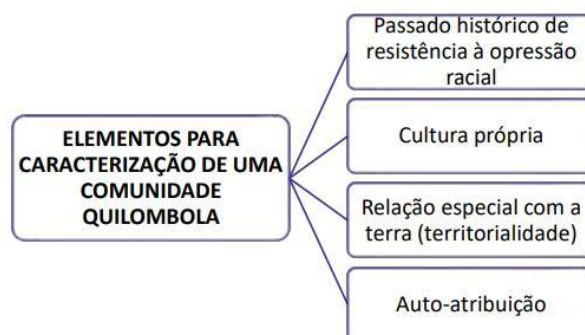 ELEMENTOS PARA
CARACTERIZAÇÃO DE UMA
COMUNIDADE
QUILOMBOLA
Passado histórico de
resistência à opressão
racial
Cultura própria
Relação especial com a
terra (territorialidade)
Auto-atribuição